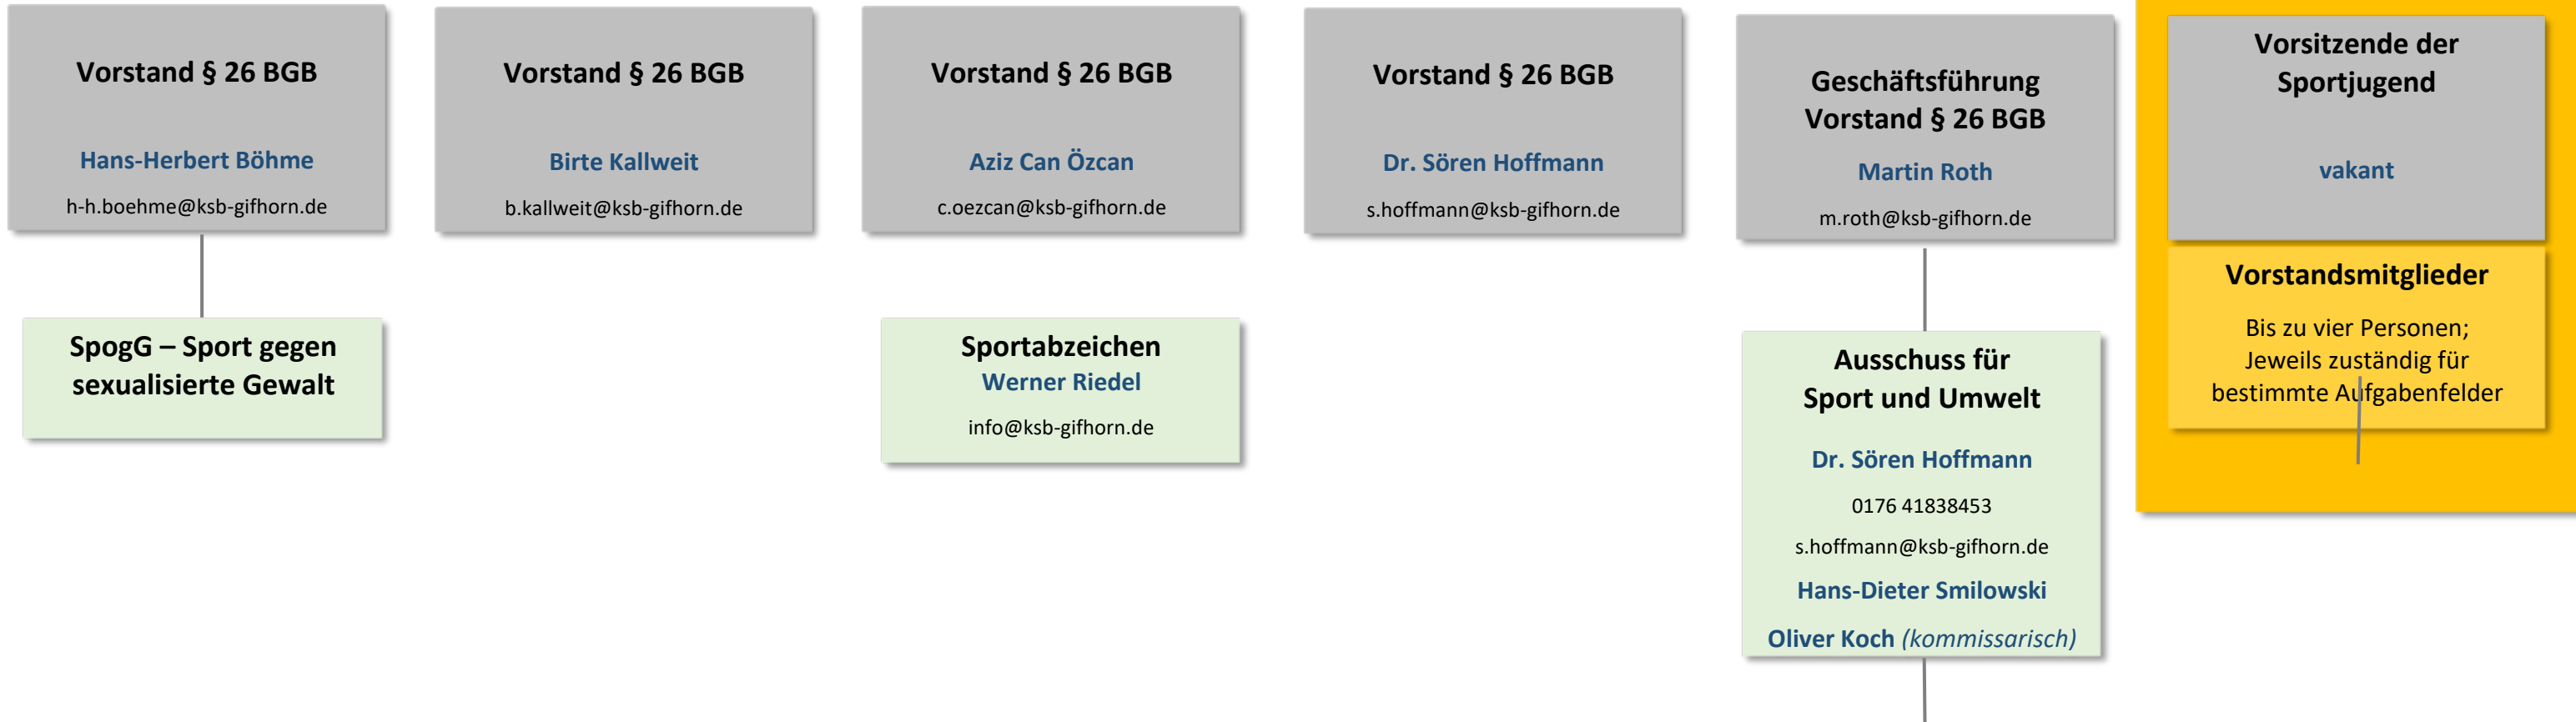 Vorstand § 26 BGB
Hans-Herbert Böhme
h-h.boehme@ksb-gifhorn.de
Vorstand § 26 BGB
Birte Kallweit
b.kallweit@ksb-gifhorn.de
Vorstand § 26 BGB
Aziz Can Özcan
c.oezcan@ksb-gifhorn.de
Vorstand § 26 BGB
Dr. Sören Hoffmann
s.hoffmann@ksb-gifhorn.de
Geschäftsführung
Vorstand § 26 BGB
Martin Roth
m.roth@ksb-gifhorn.de
Vorsitzende der
Sportjugend
vakant
Vorstandsmitglieder
Bis zu vier Personen;
Jeweils zuständig für
bestimmte Aufgabenfelder
SpogG – Sport gegen
sexualisierte Gewalt
Sportabzeichen
Werner Riedel
info@ksb-gifhorn.de
Ausschuss für
Sport und Umwelt
Dr. Sören Hoffmann
0176 41838453
s.hoffmann@ksb-gifhorn.de
Hans-Dieter Smilowski
Oliver Koch (kommissarisch)